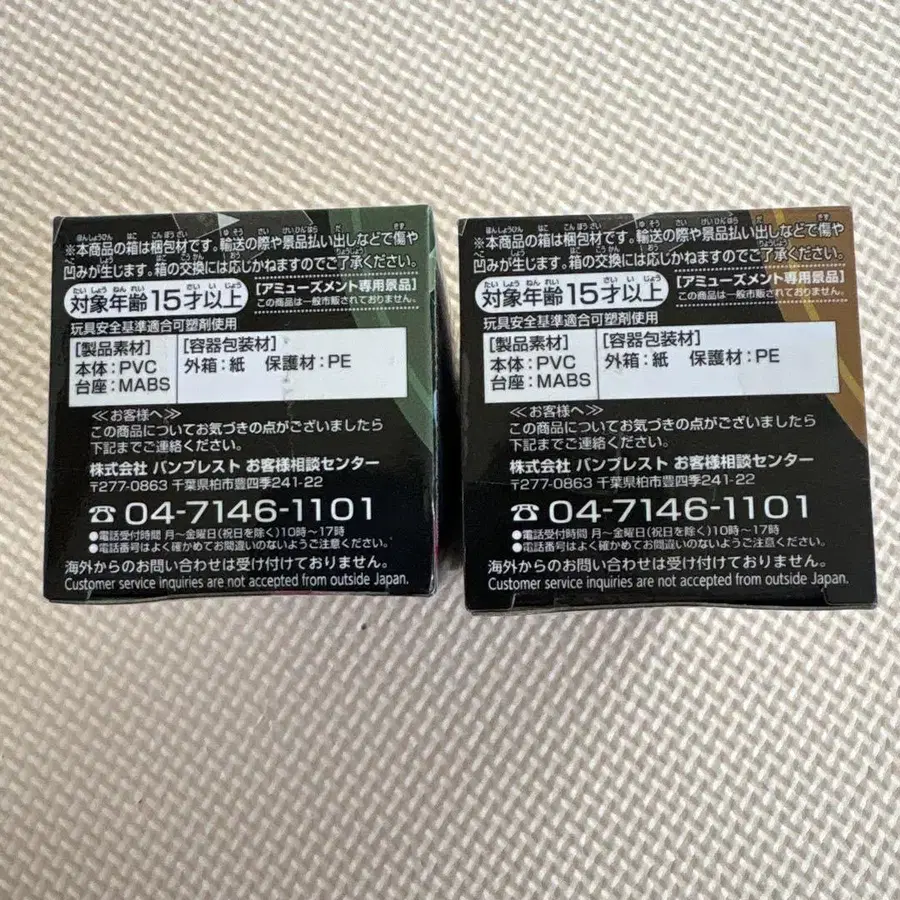 ※本商品の箱は梱包材です。輸送の際や景品払い出しなどで傷や
凹みが生じます。箱の交換には応じかねますのでご了承ください。
対象年齢15才以上
[アミューズメント専用景品]
この商品は一般市販されておりません。
玩具安全基準適合可塑剤使用
[製品素材]
本体:PVC
台座:MABS
[容器包装材]
外箱:紙 保護材:PE
≪お客様へ≫
この商品についてお気づきの点がございましたら
下記までご連絡ください。
株式会社 バンプレスト お客様相談センター
〒277-0863 千葉県柏市豊四季241-22
☎ 04-7146-1101
●電話受付時間 月〜金曜日(祝日を除く)10時〜17時
●電話番号はよく確かめてお間違いのないようご注意ください。
海外からのお問い合わせは受け付けておりません。
Customer service inquiries are not accepted from outside Japan.
※本商品の箱は梱包材です。輸送の際や景品払い出しなどで傷や
凹みが生じます。箱の交換には応じかねますのでご了承ください。
対象年齢15才以上
[アミューズメント専用景品]
この商品は一般市販されておりません。
玩具安全基準適合可塑剤使用
[製品素材]
本体:PVC
台座:MABS
[容器包装材]
外箱:紙 保護材:PE
≪お客様へ≫
この商品についてお気づきの点がございましたら
下記までご連絡ください。
株式会社 バンプレスト お客様相談センター
〒277-0863 千葉県柏市豊四季241-22
☎ 04-7146-1101
●電話受付時間 月〜金曜日(祝日を除く)10時〜17時
●電話番号はよく確かめてお間違いのないようご注意ください。
海外からのお問い合わせは受け付けておりません。
Customer service inquiries are not accepted from outside Japan.